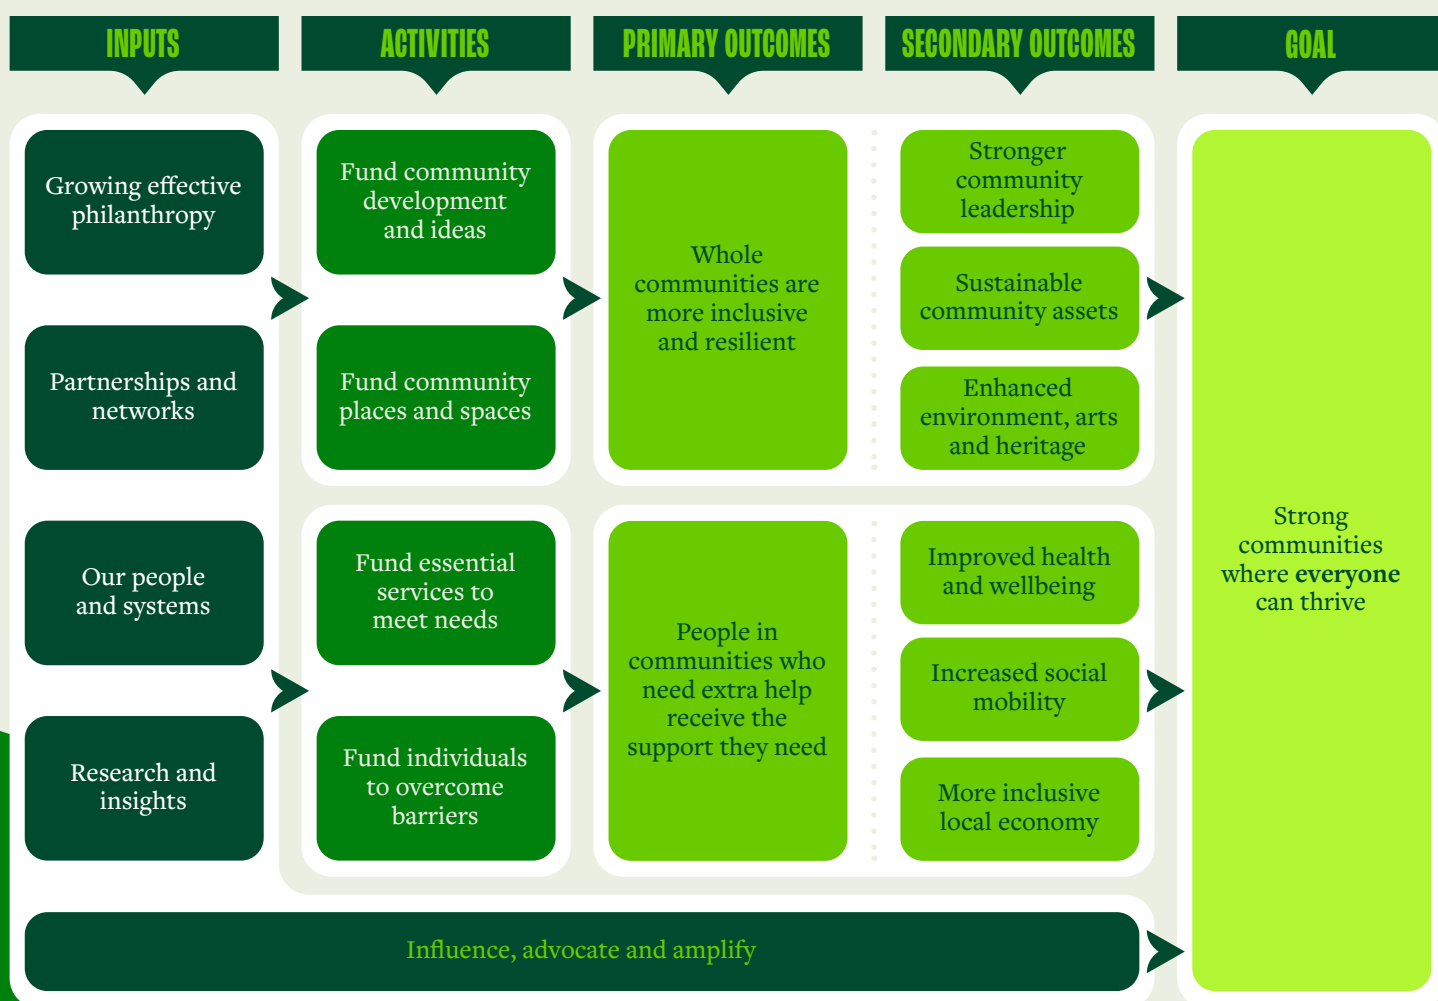 INPUTS
ACTIVITIES
PRIMARY OUTCOMES
SECONDARY OUTCOMES
GOAL
Growing effective
philanthropy
Partnerships and
networks
Our people
and systems
Research and
insights
Fund community
development
and ideas
Fund community
places and spaces
Fund essential
services to
meet needs
Fund individuals
to overcome
barriers
Whole
communities are
more inclusive
and resilient
People in
communities who
need extra help
receive the
support they need
Stronger
community
leadership
Sustainable
community assets
Enhanced
environment, arts
and heritage
Improved health
and wellbeing
Increased social
mobility
More inclusive
local economy
Strong
communities
where everyone
can thrive
Influence, advocate and amplify